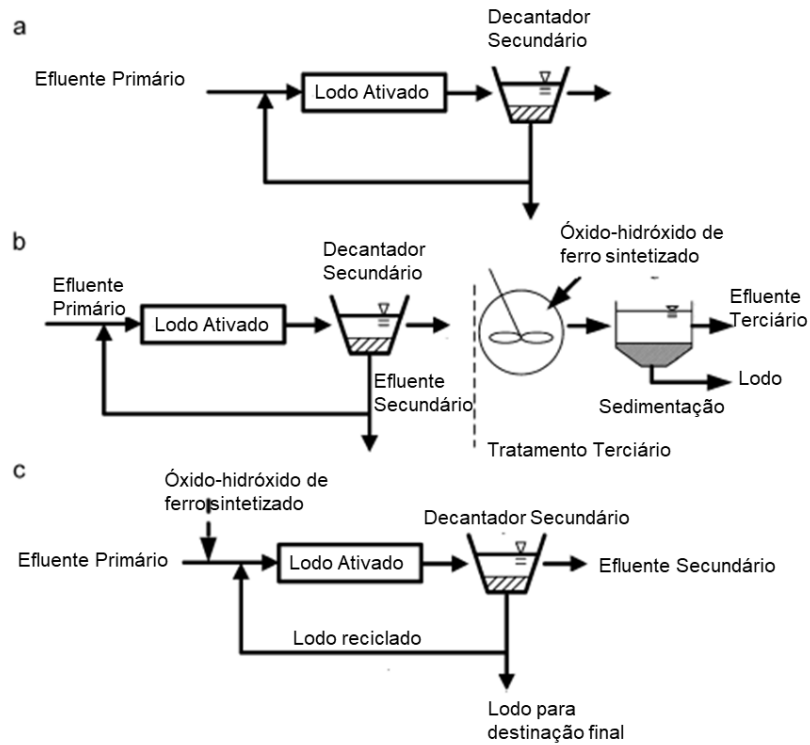 a
Decantador
Secundário
Efluente Primário
Lodo Ativado
b
Óxido-hidróxido de
ferro sintetizado
Decantador
Secundário
Efluente
Primário
Lodo Ativado
Efluente
Terciário
Efluente
Secundário
Lodo
Sedimentação
Tratamento Terciário
c
Óxido-hidróxido de
ferro sintetizado
Decantador Secundário
Efluente Primário
Lodo Ativado
Efluente Secundário
Lodo reciclado
Lodo para
destinação final